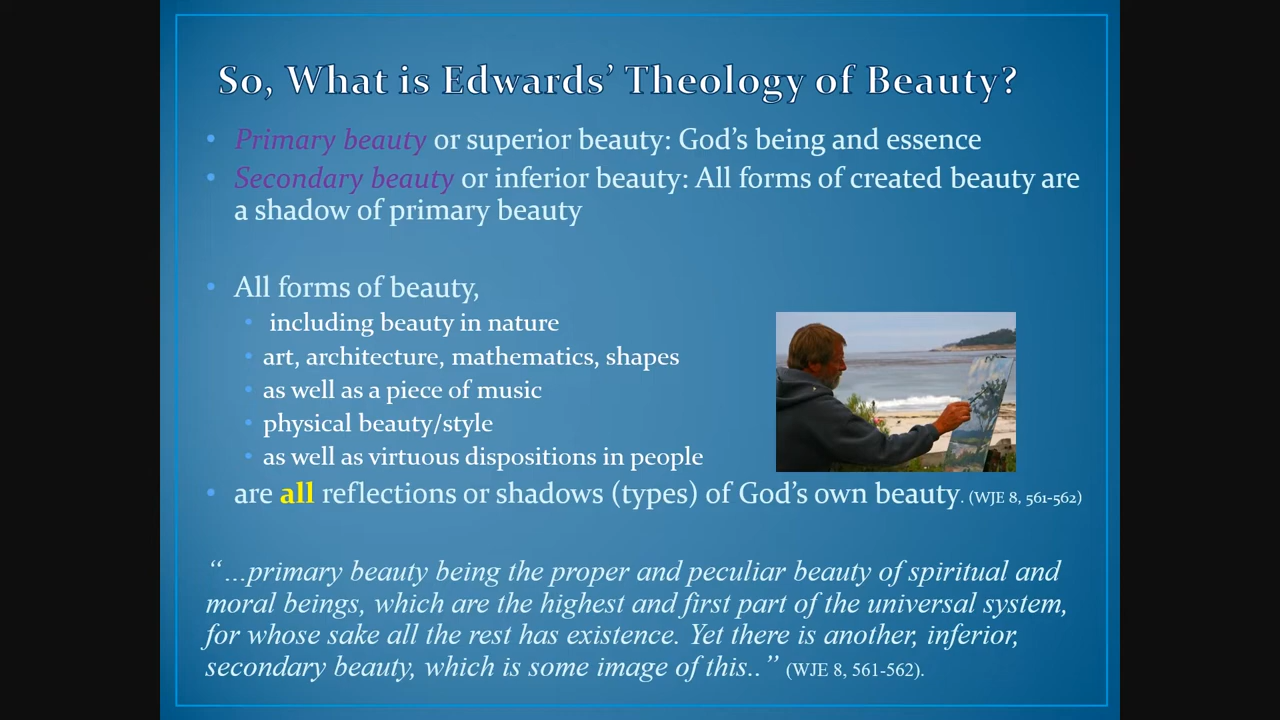 So, What is Edwards’ Theology of Beauty?
• Primary beauty or superior beauty: God’s being and essence
• Secondary beauty or inferior beauty: All forms of created beauty are
a shadow of primary beauty
• All forms of beauty,
• including beauty in nature
• art, architecture, mathematics, shapes
• as well as a piece of music
• physical beauty/style
• as well as virtuous dispositions in people
• are all reflections or shadows (types) of God’s own beauty. (WJE 8, 561-562)
“…primary beauty being the proper and peculiar beauty of spiritual and
moral beings, which are the highest and first part of the universal system,
for whose sake all the rest has existence. Yet there is another, inferior,
secondary beauty, which is some image of this..” (WJE 8, 561-562).